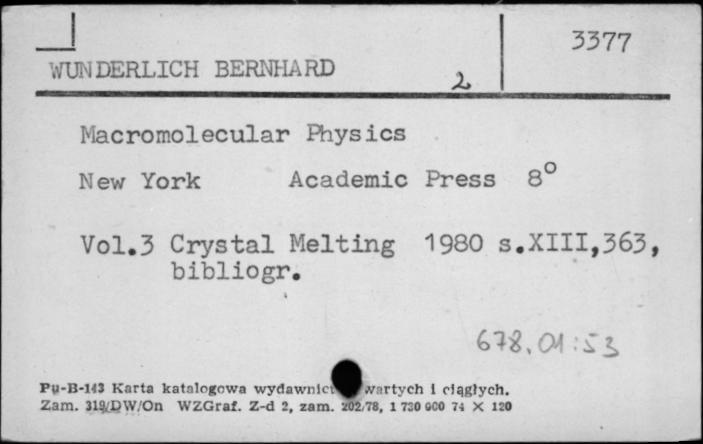 3377
WUNDERLICH BERNHARD
2
Macromolecular Physics
New York Academic Press 8°
Vol.3 Crystal Melting 1980 s.XIII,363,
bibliogr.
678.01:53
Pu-B-143 Karta katalogowa wydawnict wartych i ciągłych.
Zam. 319/DW/On WZGraf. Z-d 2, zam. 202/78, 1 730 000 74 X 120